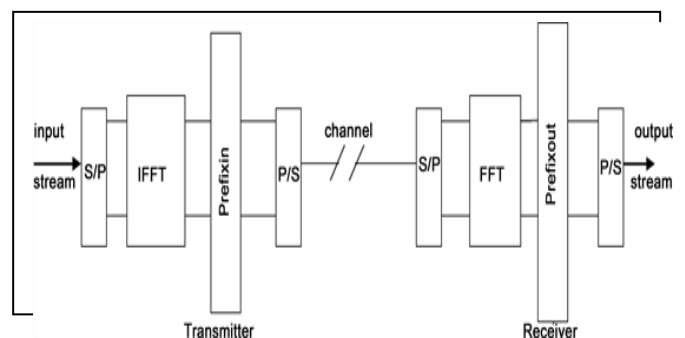 input
stream
S/P
IFFT
Prefixin
P/S
channel
S/P
FFT
Prefixout
P/S
output
stream
Transmitter
Receiver